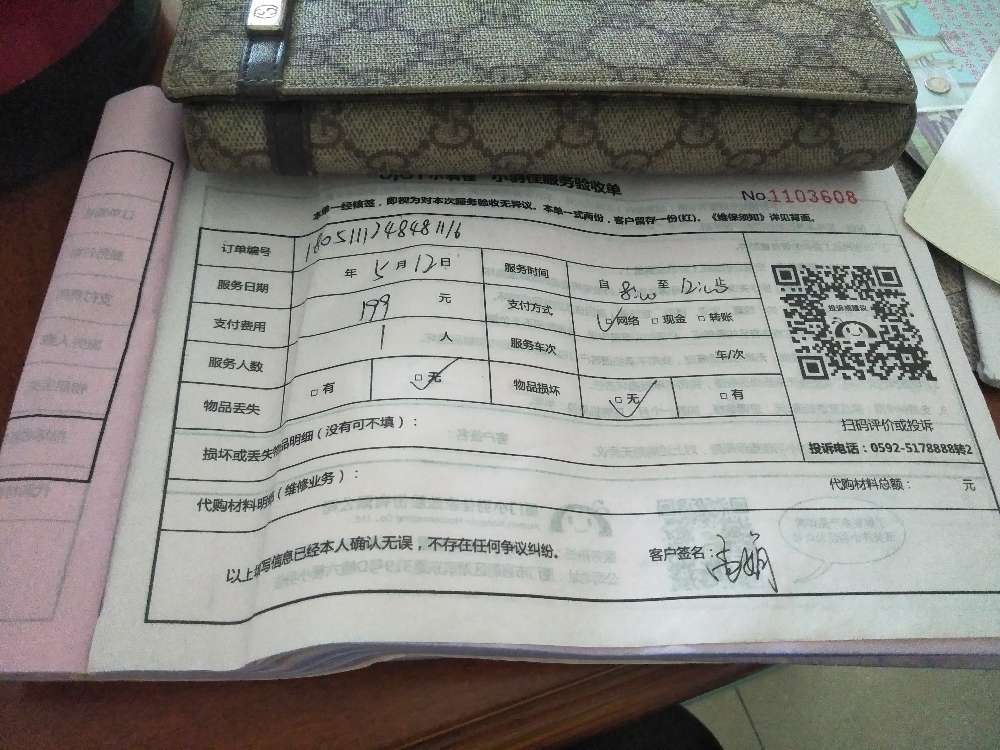 小羽佳服务验收单
No.1103608
本单一经核签，即视为对本次服务验收无异议。本单一式两份，客户留存一份(红)。《维保须知》详见背面。
订单编号
服务日期 年 5 月 12 日 服务时间 自 8:00 至 12:00 止
支付费用 199 元 支付方式 网络 现金 转账
服务人数 1 人 服务车次 车/次
物品丢失 有 无 物品损坏 无 有
投诉或建议
扫码评价或投诉
投诉电话：0592-5178888转2
损坏或丢失物品明细（没有可不填）：
代购材料明细（维修业务）： 代购材料总额： 元
以上填写信息已经本人确认无误，不存在任何争议纠纷。 客户签名：